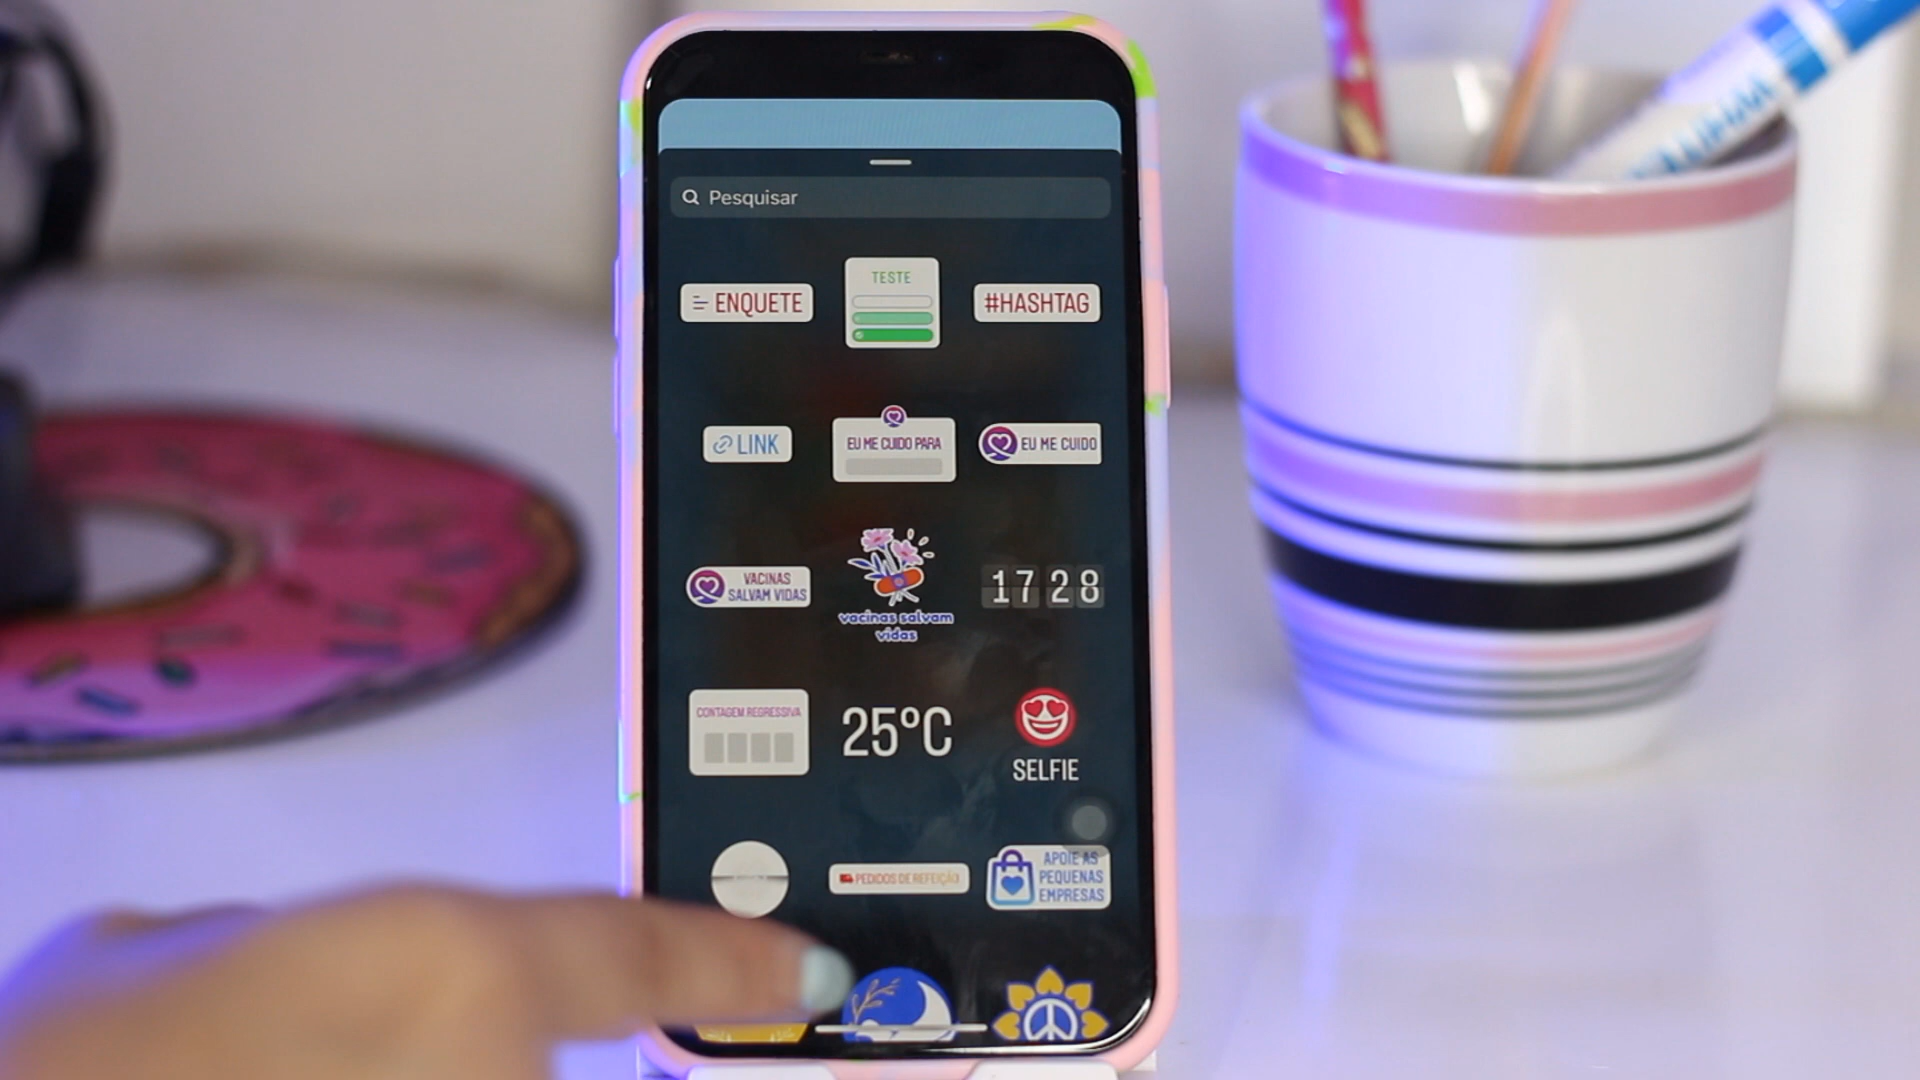 Pesquisar
ENQUETE
TESTE
#HASHTAG
LINK
EU ME CUIDO PARA
EU ME CUIDO
VACINAS
SALVAM VIDAS
vacinas salvam
vidas
17 28
CONTAGEM REGRESSIVA
25°C
SELFIE
PEDIDOS DE REFEIÇÃO
APOIE AS
PEQUENAS
EMPRESAS